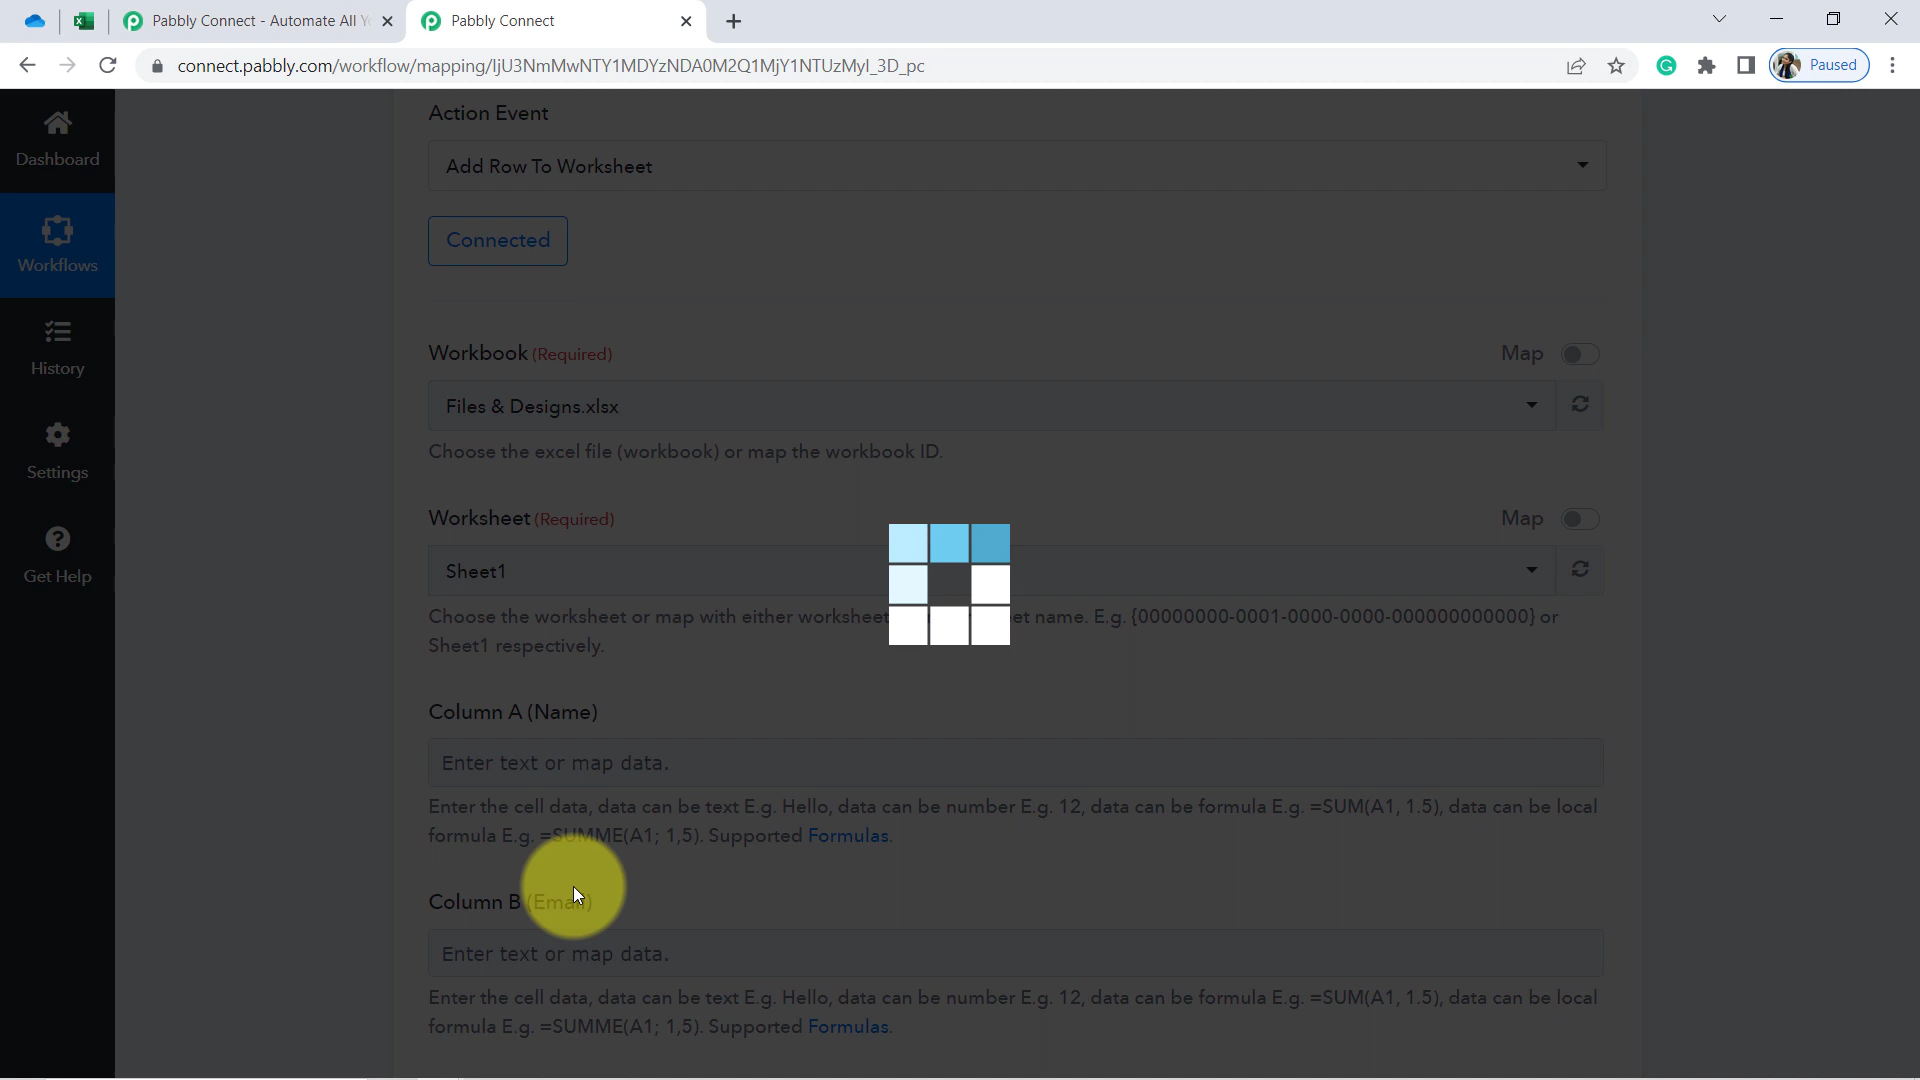 Pabbly Connect - Automate All Y
Pabbly Connect
connect.pabbly.com/workflow/mapping/IjU3NmMwNTY1MDYzNDA0M2Q1MjY1NTUzMyI_3D_pc
Paused
Dashboard
Workflows
History
Settings
Get Help
Action Event
Add Row To Worksheet
Connected
Workbook (Required)
Map
Files & Designs.xlsx
Choose the excel file (workbook) or map the workbook ID.
Worksheet (Required)
Map
Sheet1
Choose the worksheet or map with either worksheet et name. E.g. {00000000-0001-0000-0000-000000000000} or
Sheet1 respectively.
Column A (Name)
Enter text or map data.
Enter the cell data, data can be text E.g. Hello, data can be number E.g. 12, data can be formula E.g. =SUM(A1, 1.5), data can be local
formula E.g. =SUMME(A1; 1,5). Supported Formulas.
Column B (Email)
Enter text or map data.
Enter the cell data, data can be text E.g. Hello, data can be number E.g. 12, data can be formula E.g. =SUM(A1, 1.5), data can be local
formula E.g. =SUMME(A1; 1,5). Supported Formulas.